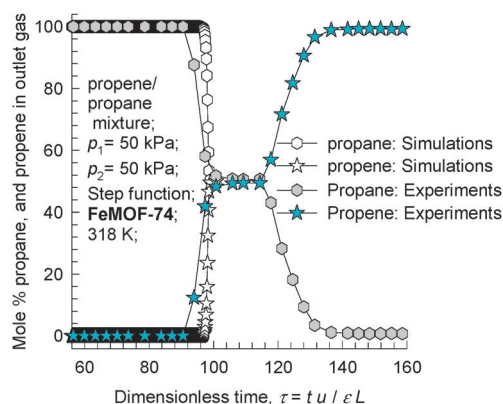 Mole % propane, and propene in outlet gas
100
80
60
40
20
0
propene/
propane
mixture;
p1= 50 kPa;
p2= 50 kPa;
Step function;
FeMOF-74;
318 K;
propane: Simulations
propene: Simulations
Propane: Experiments
Propene: Experiments
60 80 100 120 140 160
Dimensionless time, τ = t u / ε L